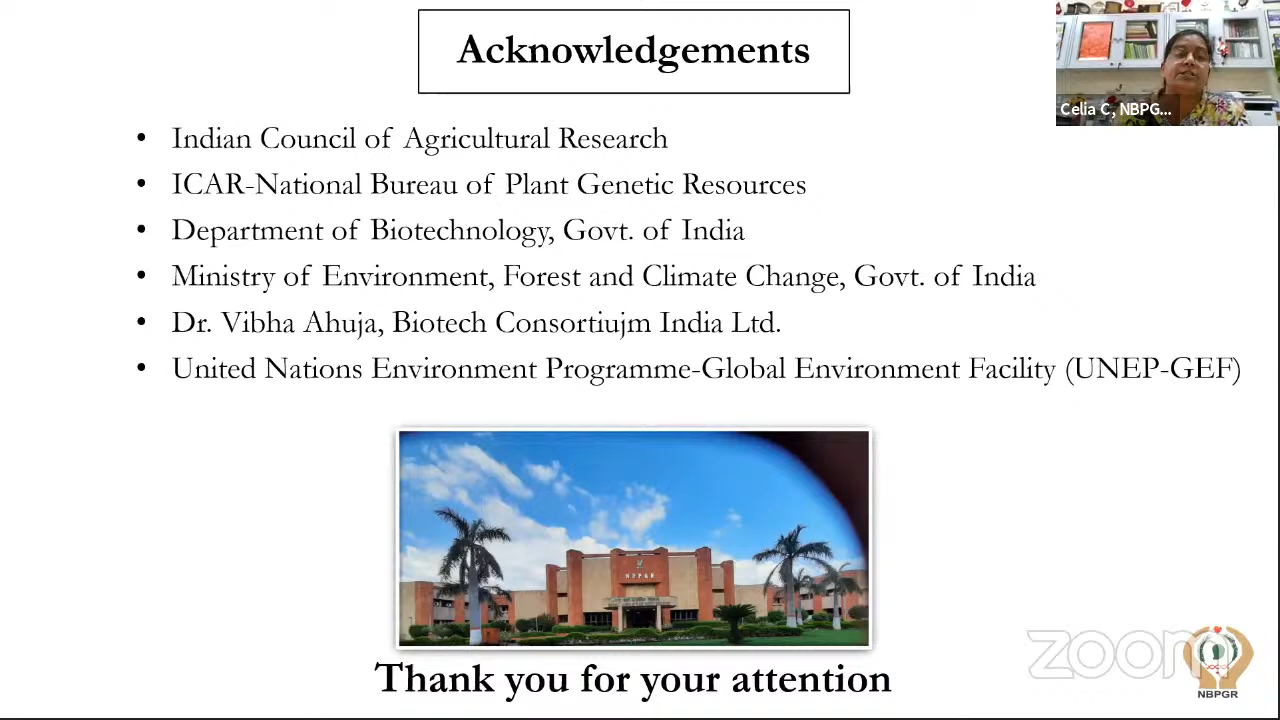 Acknowledgements
Celia C, NBPG...
• Indian Council of Agricultural Research
• ICAR-National Bureau of Plant Genetic Resources
• Department of Biotechnology, Govt. of India
• Ministry of Environment, Forest and Climate Change, Govt. of India
• Dr. Vibha Ahuja, Biotech Consortiujm India Ltd.
• United Nations Environment Programme-Global Environment Facility (UNEP-GEF)
NBPGR
Thank you for your attention
zoom
NBPGR